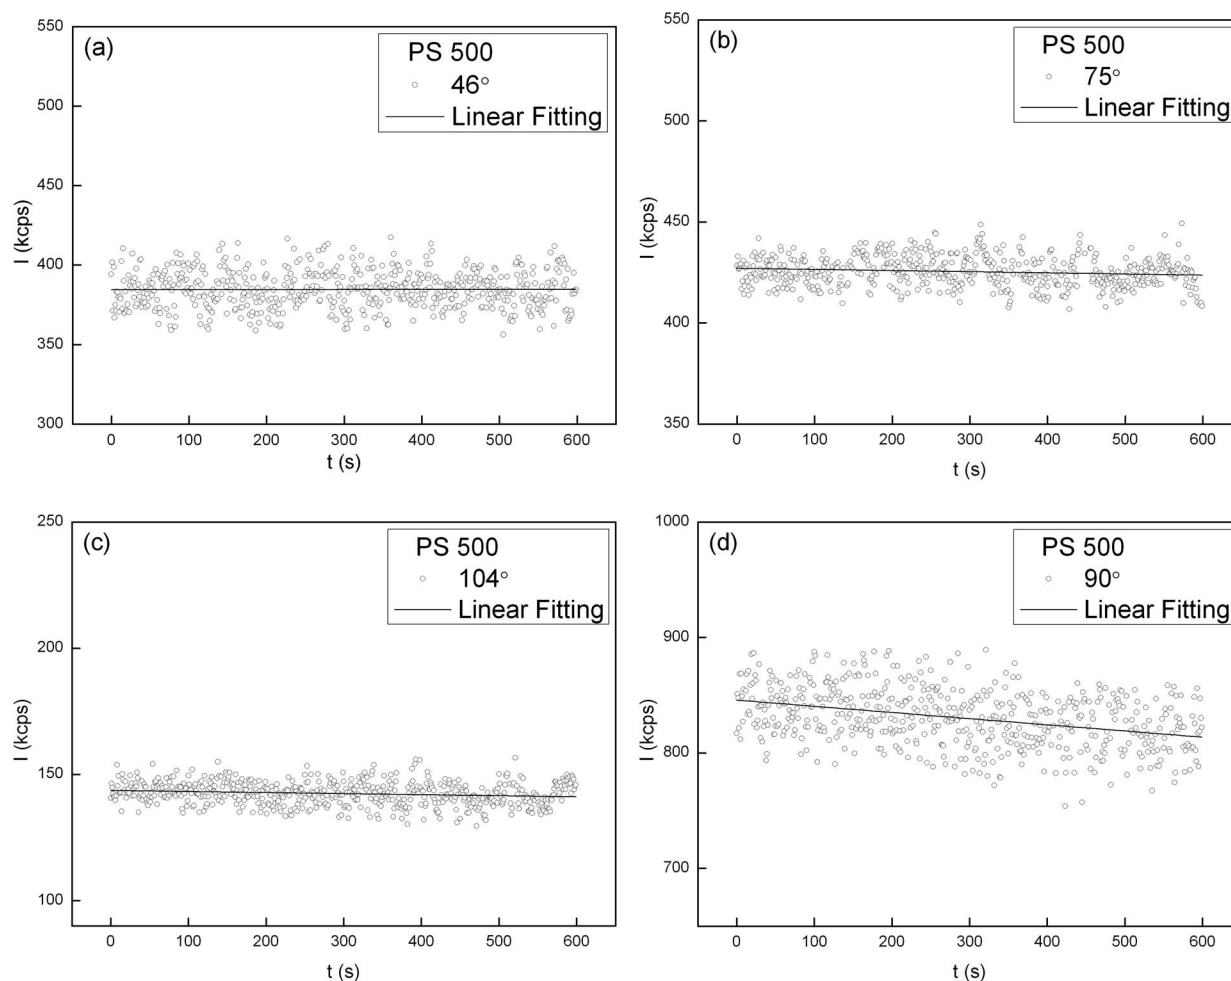 (a)
PS 500
46°
Linear Fitting
550
500
450
400
350
300
I (kcps)
0 100 200 300 400 500 600
t (s)
(b)
PS 500
75°
Linear Fitting
550
500
450
400
350
I (kcps)
0 100 200 300 400 500 600
t (s)
(c)
PS 500
104°
Linear Fitting
250
200
150
100
I (kcps)
0 100 200 300 400 500 600
t (s)
(d)
PS 500
90°
Linear Fitting
1000
900
800
700
I (kcps)
0 100 200 300 400 500 600
t (s)